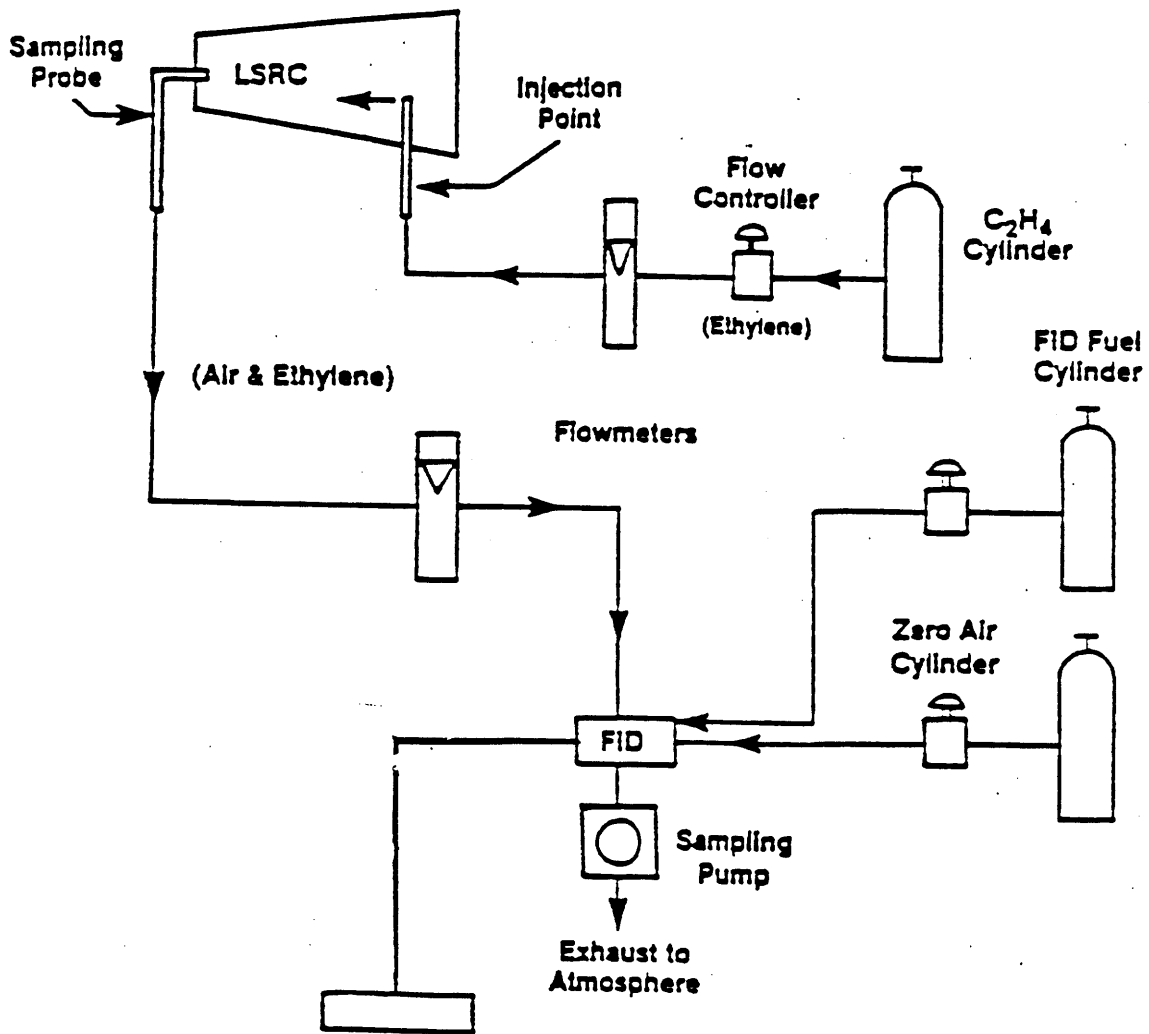 Sampling
Probe
LSRC
Injection
Point
Flow
Controller
C₂H₄
Cylinder
(Ethylene)
FID Fuel
Cylinder
(Air & Ethylene)
Flowmeters
Zero Air
Cylinder
FID
Sampling
Pump
Exhaust to
Atmosphere